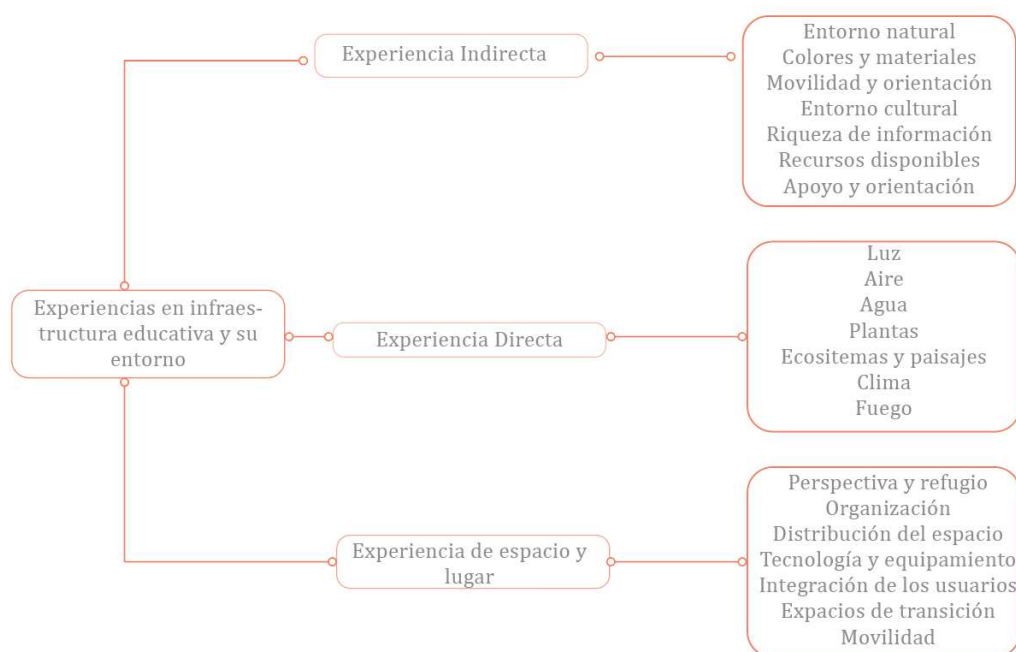 Experiencia Indirecta
Entorno natural
Colores y materiales
Movilidad y orientación
Entorno cultural
Riqueza de información
Recursos disponibles
Apoyo y orientación
Experiencias en infraes-
tructura educativa y su
entorno
Experiencia Directa
Luz
Aire
Agua
Plantas
Ecositemas y paisajes
Clima
Fuego
Experiencia de espacio y
lugar
Perspectiva y refugio
Organización
Distribución del espacio
Tecnología y equipamiento
Integración de los usuarios
Expacios de transición
Movilidad